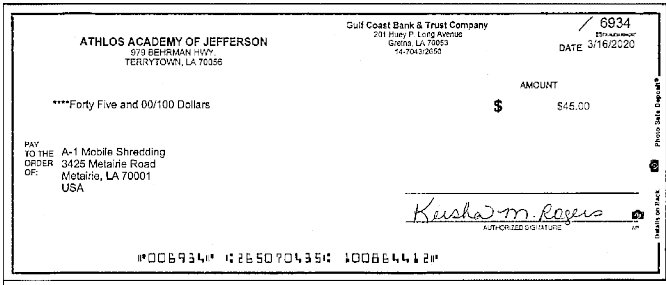 ATHLOS ACADEMY OF JEFFERSON
979 BEHRMAN HWY.
TERRYTOWN, LA 70056
Gulf Coast Bank & Trust Company
201 Huey P. Long Avenue
Gretna, LA 70053
14-7043/2650
6934
DATE 3/16/2020
AMOUNT
****Forty Five and 00/100 Dollars
$ $45.00
PAY
TO THE
ORDER
OF:
A-1 Mobile Shredding
3425 Metairie Road
Metairie, LA 70001
USA
Keisha M. Rogers
AUTHORIZED SIGNATURE
MP
Photo Safe Deposit®
Details on Back
⑈006934⑈ ⑆265070435⑆ 100864412⑈